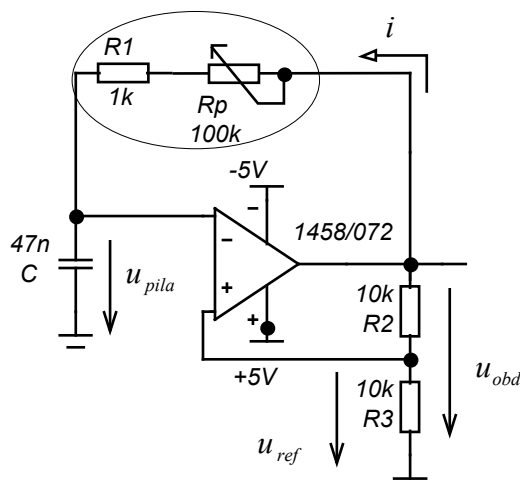 i
R1
1k
Rp
100k
-5V
−
1458/072
47n
C
u pila
−
+
10k
R2
+
+5V
10k
R3
u obd
u ref